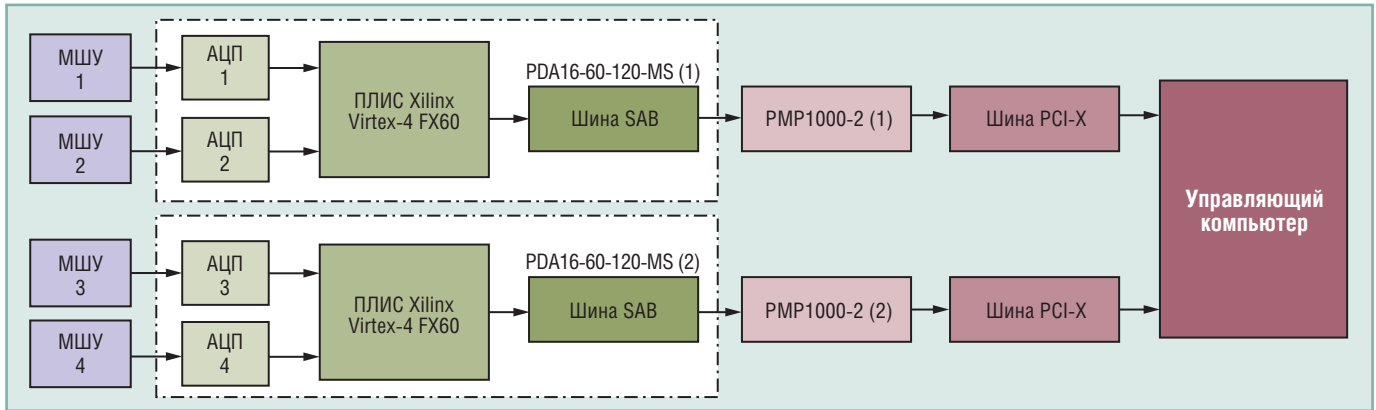 МШУ
1
АЦП
1
МШУ
2
АЦП
2
ПЛИС Xilinx
Virtex-4 FX60
PDA16-60-120-MS (1)
Шина SAB
PMP1000-2 (1)
Шина PCI-X
Управляющий
компьютер
МШУ
3
АЦП
3
МШУ
4
АЦП
4
ПЛИС Xilinx
Virtex-4 FX60
PDA16-60-120-MS (2)
Шина SAB
PMP1000-2 (2)
Шина PCI-X